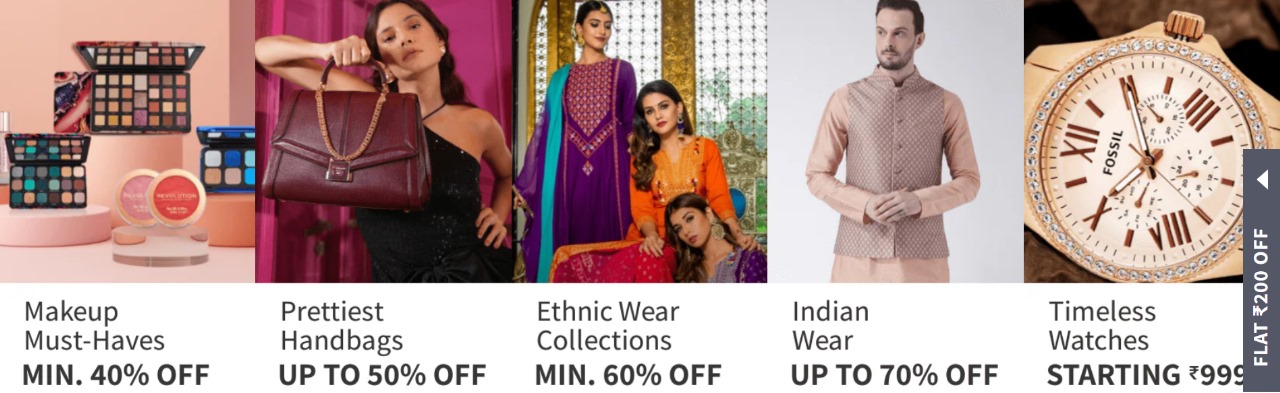 REVOLUTION
FOSSIL
Makeup
Must-Haves
MIN. 40% OFF
Prettiest
Handbags
UP TO 50% OFF
Ethnic Wear
Collections
MIN. 60% OFF
Indian
Wear
UP TO 70% OFF
Timeless
Watches
STARTING ₹999
FLAT ₹200 OFF